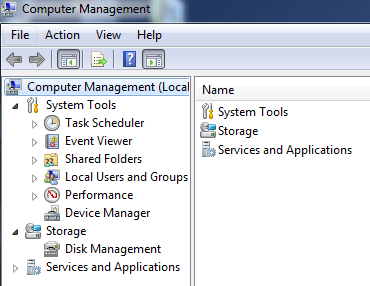 Computer Management
File Action View Help
Computer Management (Local
System Tools
Task Scheduler
Event Viewer
Shared Folders
Local Users and Groups
Performance
Device Manager
Storage
Disk Management
Services and Applications
Name
System Tools
Storage
Services and Applications